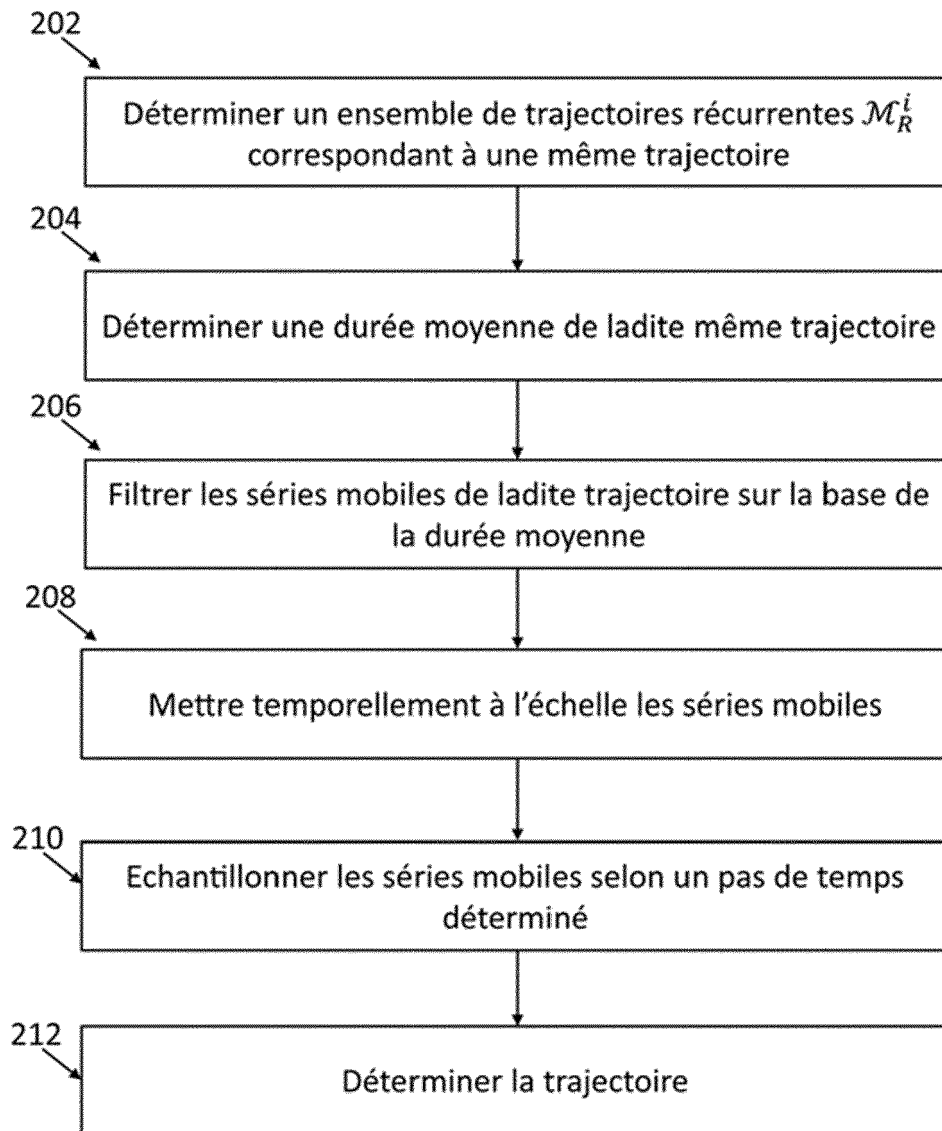 202
Déterminer un ensemble de trajectoires récurrentes $\mathcal{M}_R^i$
correspondant à une même trajectoire
204
Déterminer une durée moyenne de ladite même trajectoire
206
Filtrer les séries mobiles de ladite trajectoire sur la base de
la durée moyenne
208
Mettre temporellement à l’échelle les séries mobiles
210
Echantillonner les séries mobiles selon un pas de temps
déterminé
212
Déterminer la trajectoire